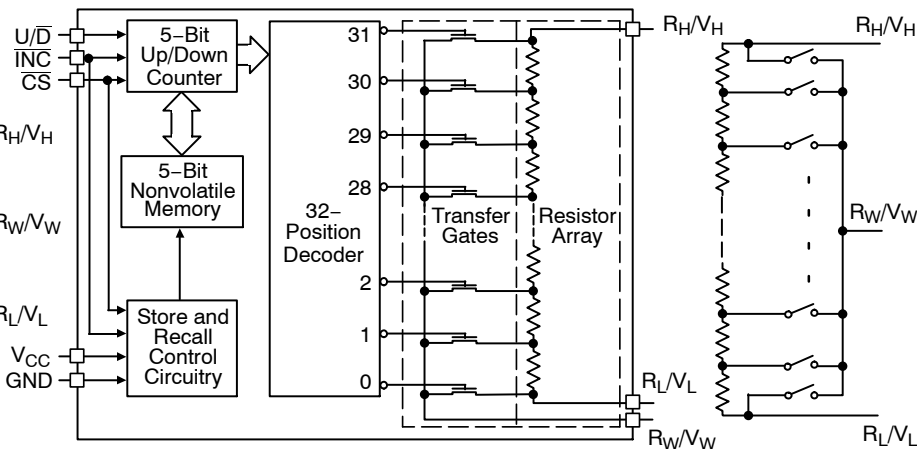 U/D̅
I̅N̅C̅
C̅S̅
RH/VH
RW/VW
RL/VL
VCC
GND
5−Bit
Up/Down
Counter
5−Bit
Nonvolatile
Memory
Store and
Recall
Control
Circuitry
32−
Position
Decoder
31
30
29
28
2
1
0
Transfer
Gates
Resistor
Array
RH/VH
RL/VL
RW/VW
RH/VH
RW/VW
RL/VL